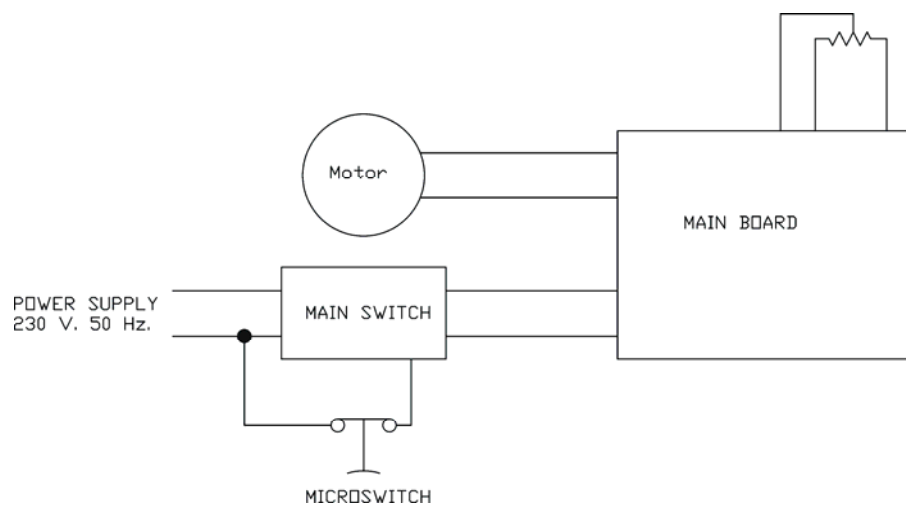 Motor
MAIN BOARD
POWER SUPPLY
230 V. 50 Hz.
MAIN SWITCH
MICROSWITCH